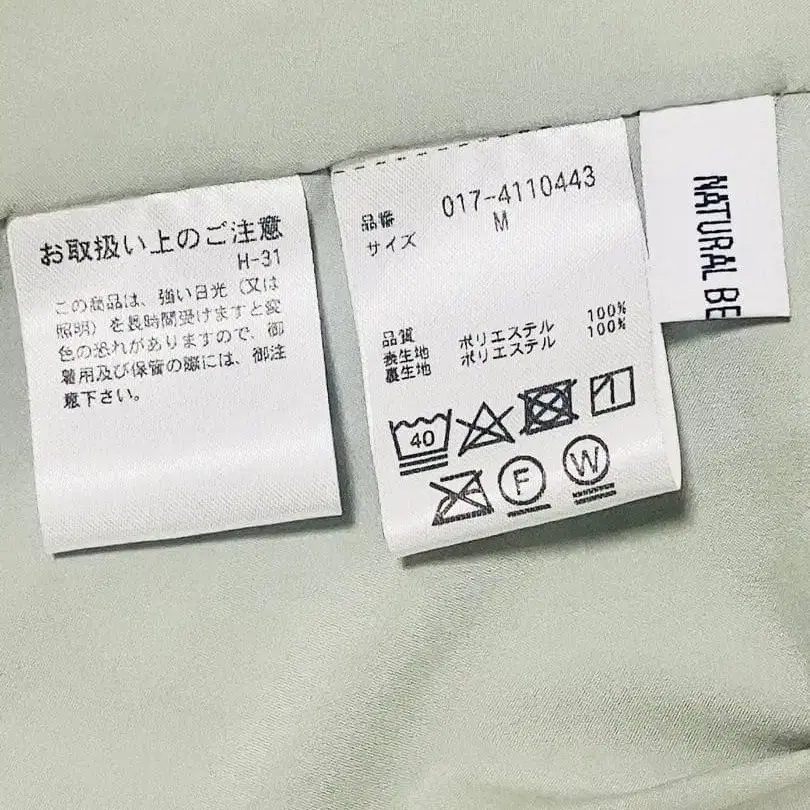 お取扱い上のご注意
H-31
この商品は、強い日光（又は
照明）を長時間受けますと変
色の恐れがありますので、御
着用及び保管の際には、御注
意下さい。
品番 017-4110443
サイズ M
品質
表生地 ポリエステル 100%
裏生地 ポリエステル 100%
40
F
W
NATURAL BE